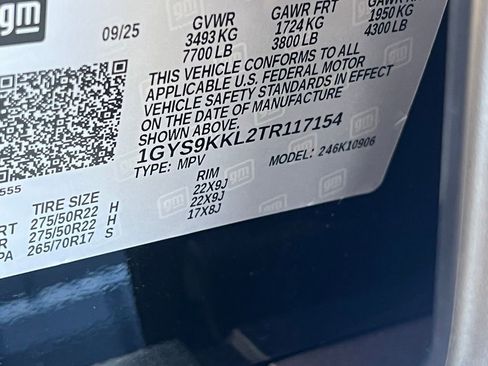 gm
09/25
GVWR
3493 KG
7700 LB
GAWR FRT
1724 KG
3800 LB
1950 KG
4300 LB
THIS VEHICLE CONFORMS TO ALL
APPLICABLE U.S. FEDERAL MOTOR
VEHICLE SAFETY STANDARDS IN EFFECT
ON THE DATE OF MANUFACTURE
SHOWN ABOVE.
1GYS9KKL2TR117154
TYPE: MPV
MODEL: 246K10906
555
TIRE SIZE
RIM
275/50R22 H
22X9J
275/50R22 H
22X9J
265/70R17 S
17X8J